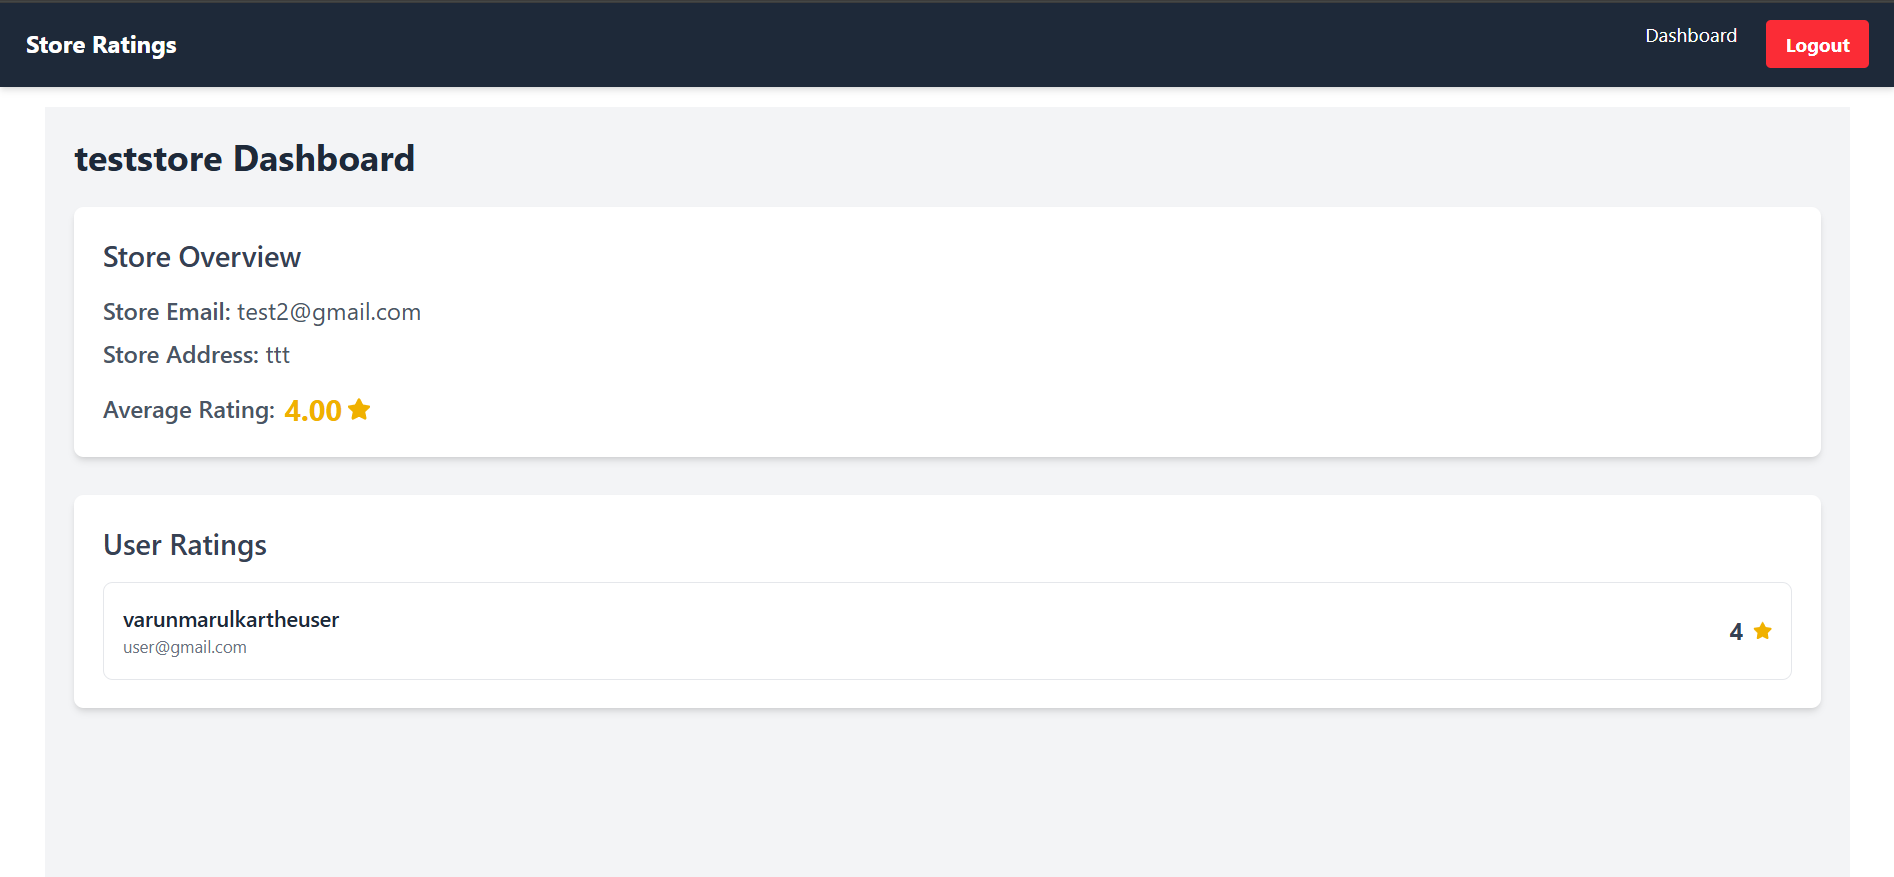 Store Ratings
Dashboard
Logout
teststore Dashboard
Store Overview
Store Email: test2@gmail.com
Store Address: ttt
Average Rating: 4.00
User Ratings
varunmarulkartheuser
user@gmail.com
4